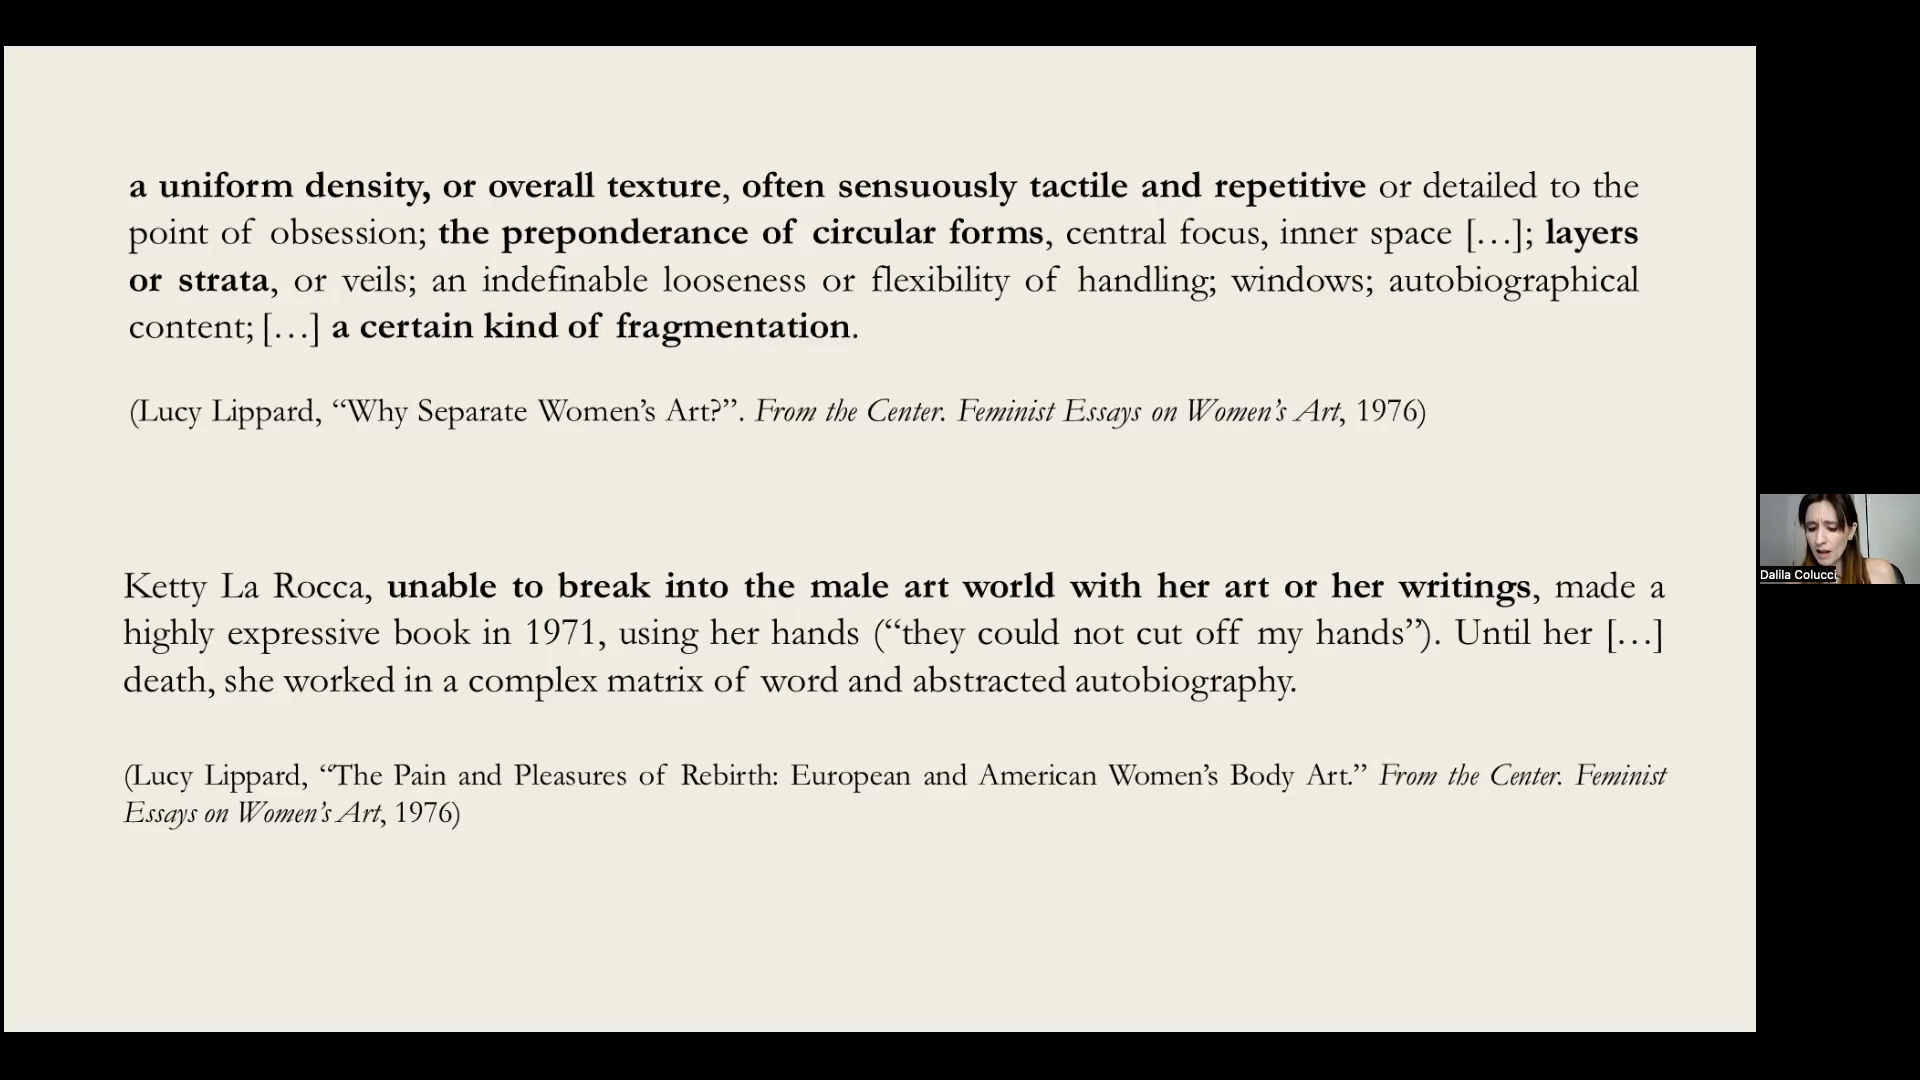 a uniform density, or overall texture, often sensuously tactile and repetitive or detailed to the
point of obsession; the preponderance of circular forms, central focus, inner space […]; layers
or strata, or veils; an indefinable looseness or flexibility of handling; windows; autobiographical
content; […] a certain kind of fragmentation.
(Lucy Lippard, “Why Separate Women’s Art?”. From the Center. Feminist Essays on Women’s Art, 1976)
Ketty La Rocca, unable to break into the male art world with her art or her writings, made a
highly expressive book in 1971, using her hands (“they could not cut off my hands”). Until her […]
death, she worked in a complex matrix of word and abstracted autobiography.
(Lucy Lippard, “The Pain and Pleasures of Rebirth: European and American Women’s Body Art.” From the Center. Feminist
Essays on Women’s Art, 1976)
Dalila Colucci